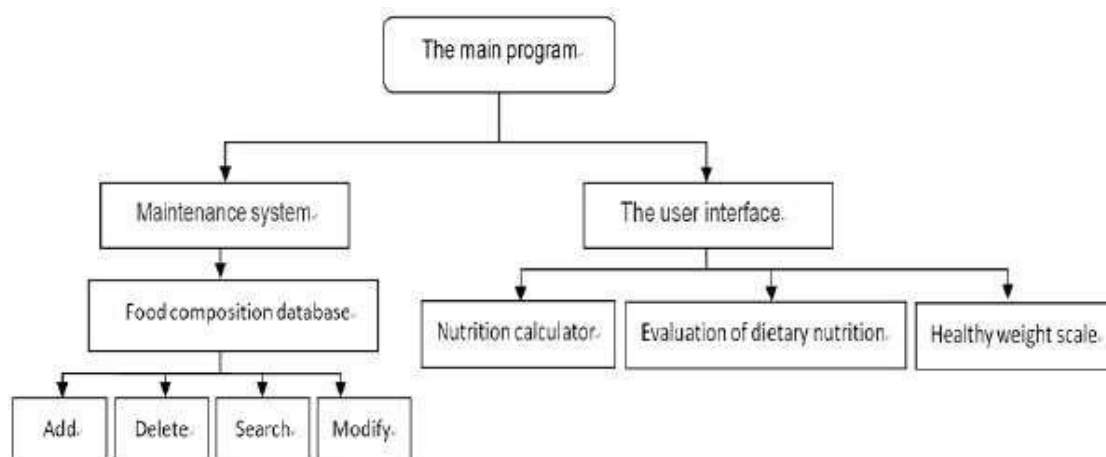 The main program
Maintenance system
The user interface
Food composition database
Nutrition calculator
Evaluation of dietary nutrition
Healthy weight scale
Add
Delete
Search
Modify